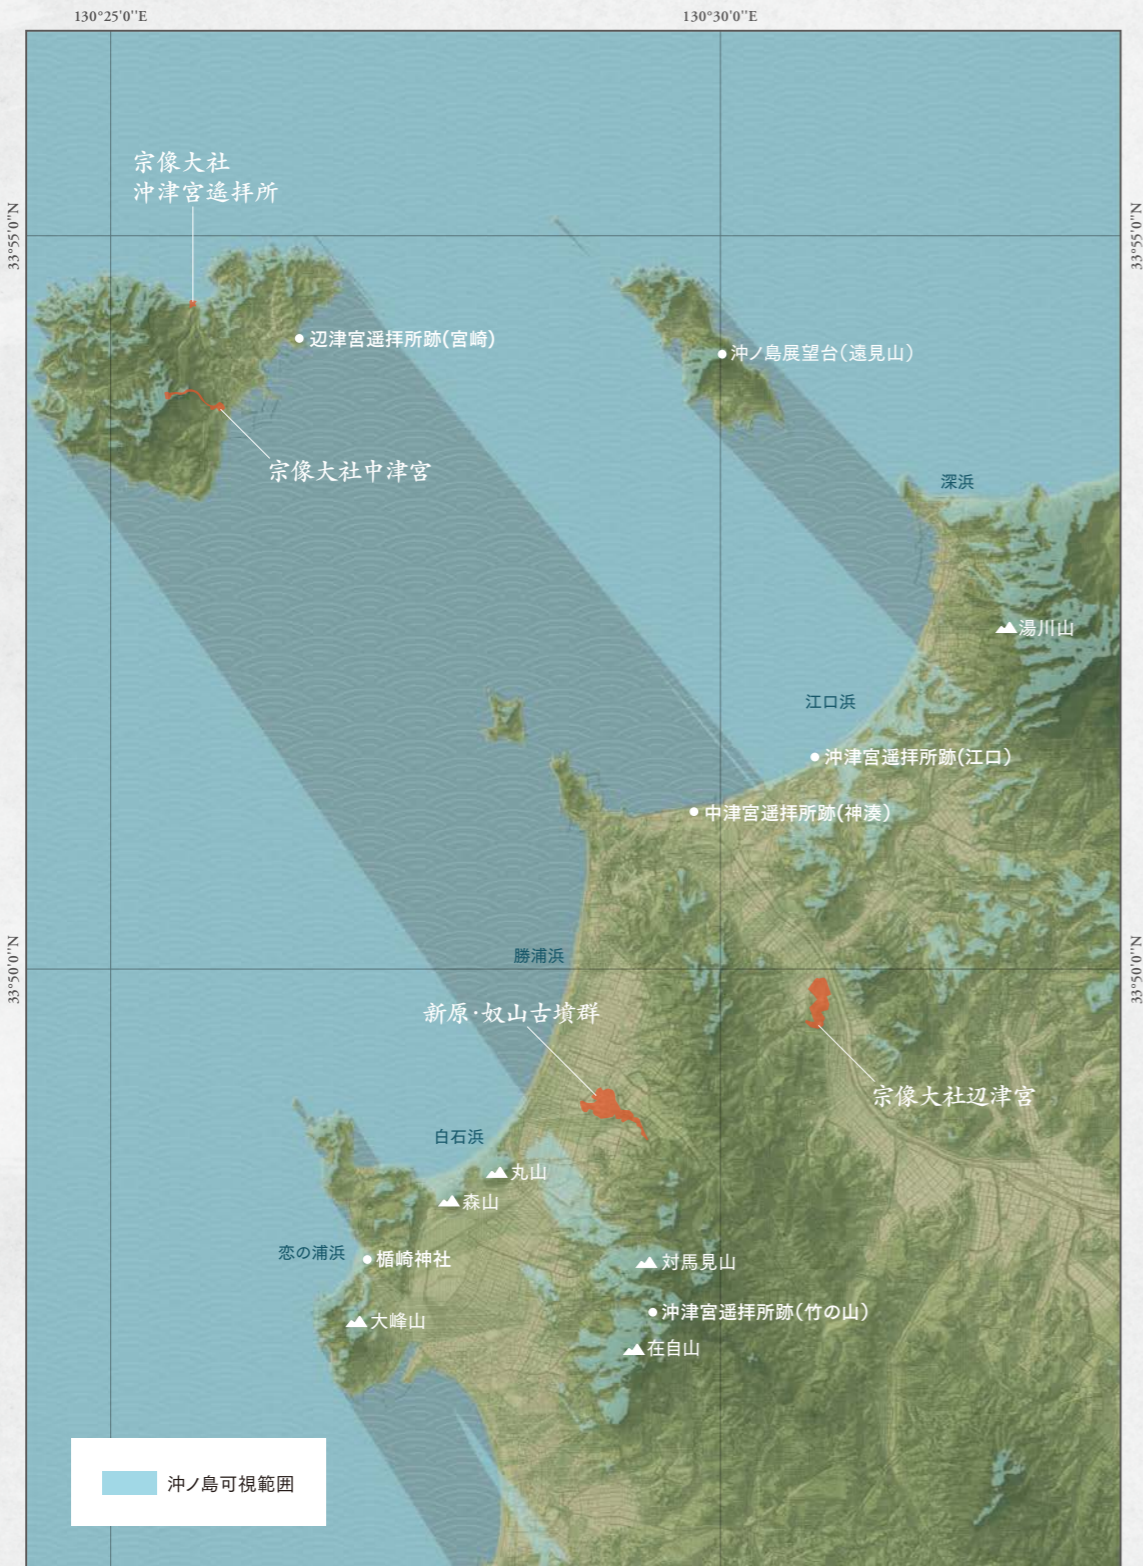 130°25'0''E
130°30'0''E
宗像大社
沖津宮遙拝所
33°55'0''N
33°55'0''N
辺津宮遥拝所跡(宮崎)
沖ノ島展望台(遠見山)
宗像大社中津宮
深浜
湯川山
江口浜
沖津宮遥拝所跡(江口)
中津宮遥拝所跡(神湊)
勝浦浜
33°50'0''N
33°50'0''N
新原・奴山古墳群
宗像大社辺津宮
白石浜
丸山
森山
恋の浦浜
楯崎神社
対馬見山
沖津宮遥拝所跡(竹の山)
大峰山
在自山
沖ノ島可視範囲